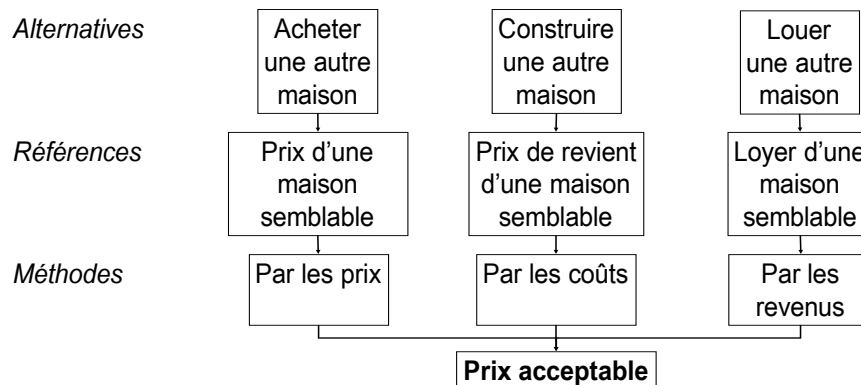 Alternatives
Acheter
une autre
maison
Construire
une autre
maison
Louer
une autre
maison
Références
Prix d’une
maison
semblable
Prix de revient
d’une maison
semblable
Loyer d’une
maison
semblable
Méthodes
Par les prix
Par les coûts
Par les
revenus
Prix acceptable